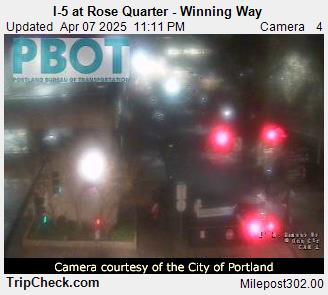 I-5 at Rose Quarter - Winning Way
Updated Apr 07 2025 11:11 PM Camera 4
PBOT
PORTLAND BUREAU OF TRANSPORTATION
Camera courtesy of the City of Portland
TripCheck.com Milepost302.00